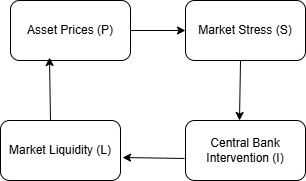 Asset Prices (P)
Market Stress (S)
Market Liquidity (L)
Central Bank
Intervention (I)